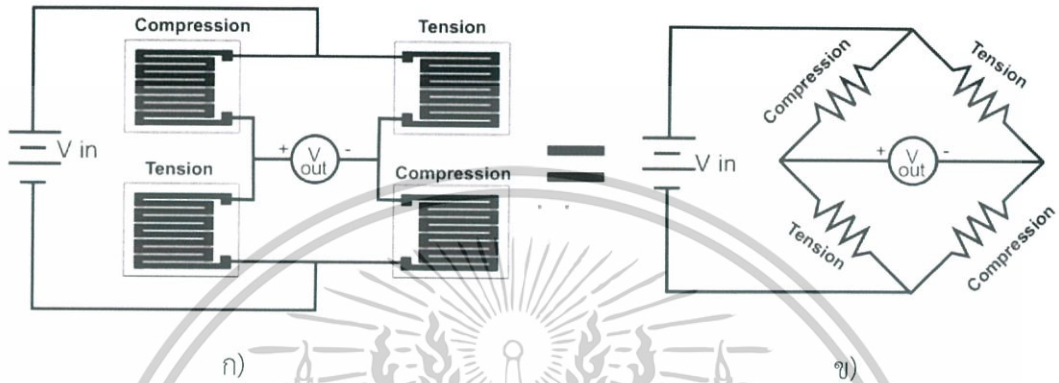 Compression
Tension
V in
+ V out -
Tension
Compression
ก)
Compression
Tension
V in
+ V out -
Tension
Compression
ข)